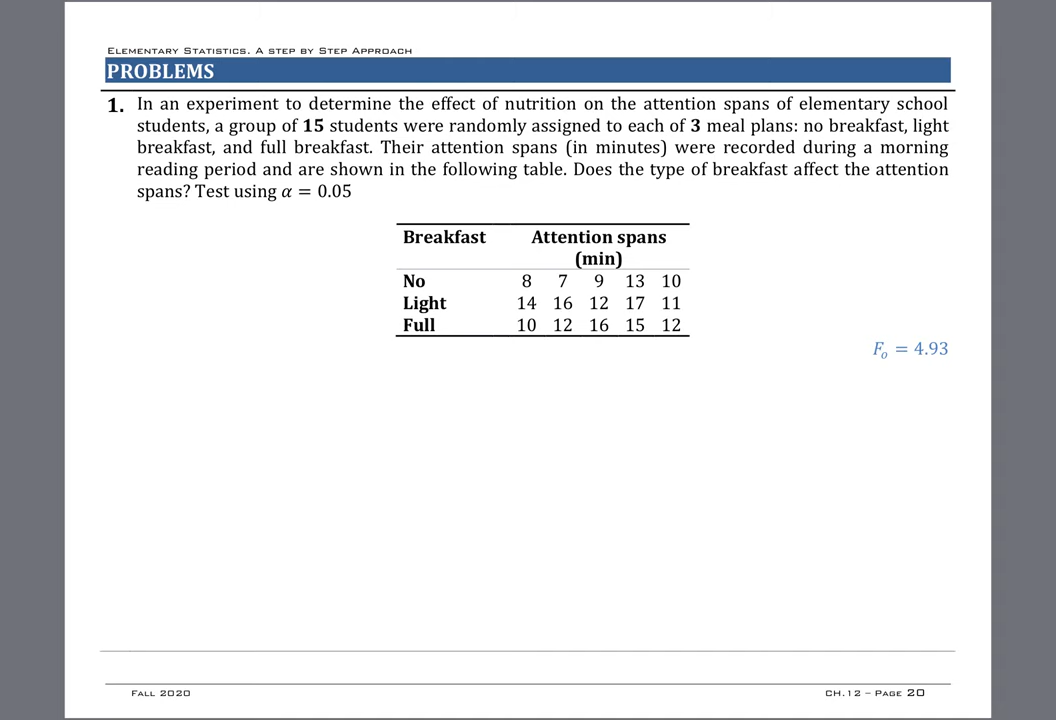 ELEMENTARY STATISTICS. A STEP BY STEP APPROACH
PROBLEMS
1. In an experiment to determine the effect of nutrition on the attention spans of elementary school
students, a group of 15 students were randomly assigned to each of 3 meal plans: no breakfast, light
breakfast, and full breakfast. Their attention spans (in minutes) were recorded during a morning
reading period and are shown in the following table. Does the type of breakfast affect the attention
spans? Test using α = 0.05
Breakfast Attention spans
(min)
No 8 7 9 13 10
Light 14 16 12 17 11
Full 10 12 16 15 12
Fₒ = 4.93
FALL 2020 CH.12 – PAGE 20